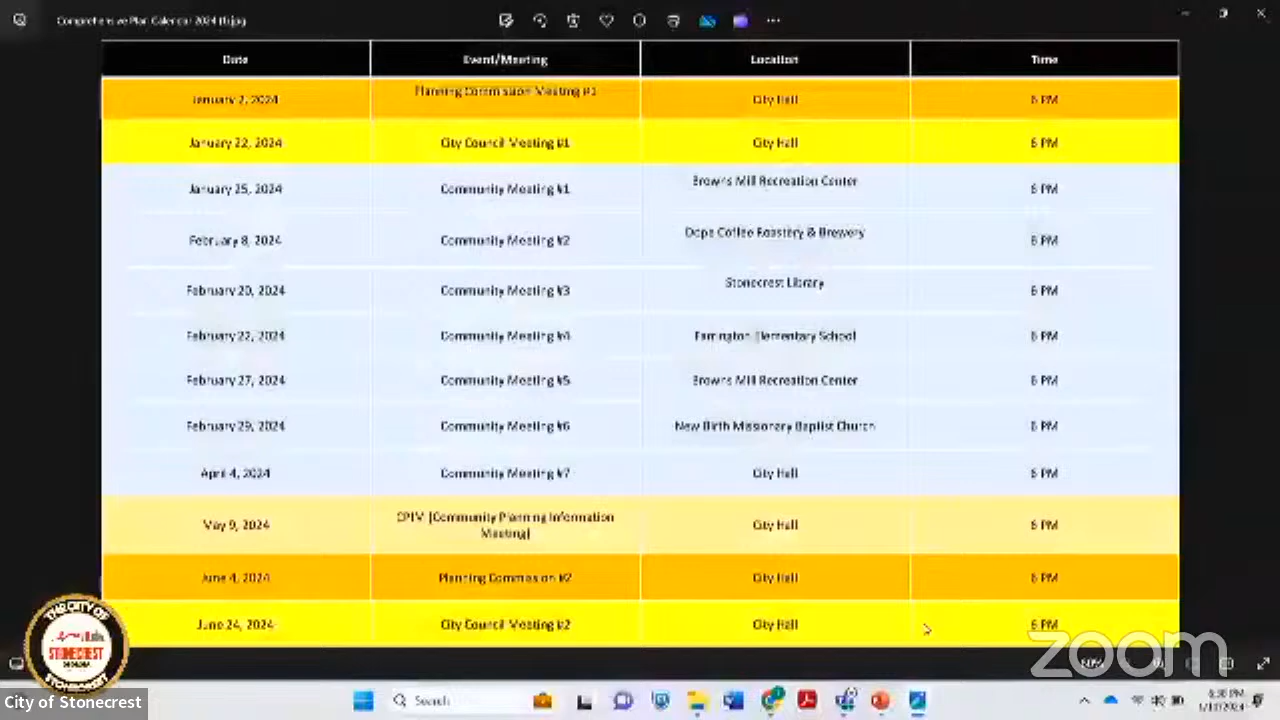 Comprehensive Plan Calendar 2024 (1).jpg
Date Event/Meeting Location Time
January 2, 2024 Planning Commission Meeting #1 City Hall 6 PM
January 22, 2024 City Council Meeting #1 City Hall 6 PM
January 25, 2024 Community Meeting #1 Browns Mill Recreation Center 6 PM
February 8, 2024 Community Meeting #2 Dope Coffee Roastery & Brewery 6 PM
February 20, 2024 Community Meeting #3 Stonecrest Library 6 PM
February 22, 2024 Community Meeting #4 Farrington Elementary School 6 PM
February 27, 2024 Community Meeting #5 Browns Mill Recreation Center 6 PM
February 29, 2024 Community Meeting #6 New Birth Missionary Baptist Church 6 PM
April 4, 2024 Community Meeting #7 City Hall 6 PM
May 9, 2024 CPIM (Community Planning Information
Meeting) City Hall 6 PM
June 4, 2024 Planning Commission #2 City Hall 6 PM
June 24, 2024 City Council Meeting #2 City Hall 6 PM
THE CITY OF
STONECREST
GEORGIA
STONECREST
zoom
City of Stonecrest
Search